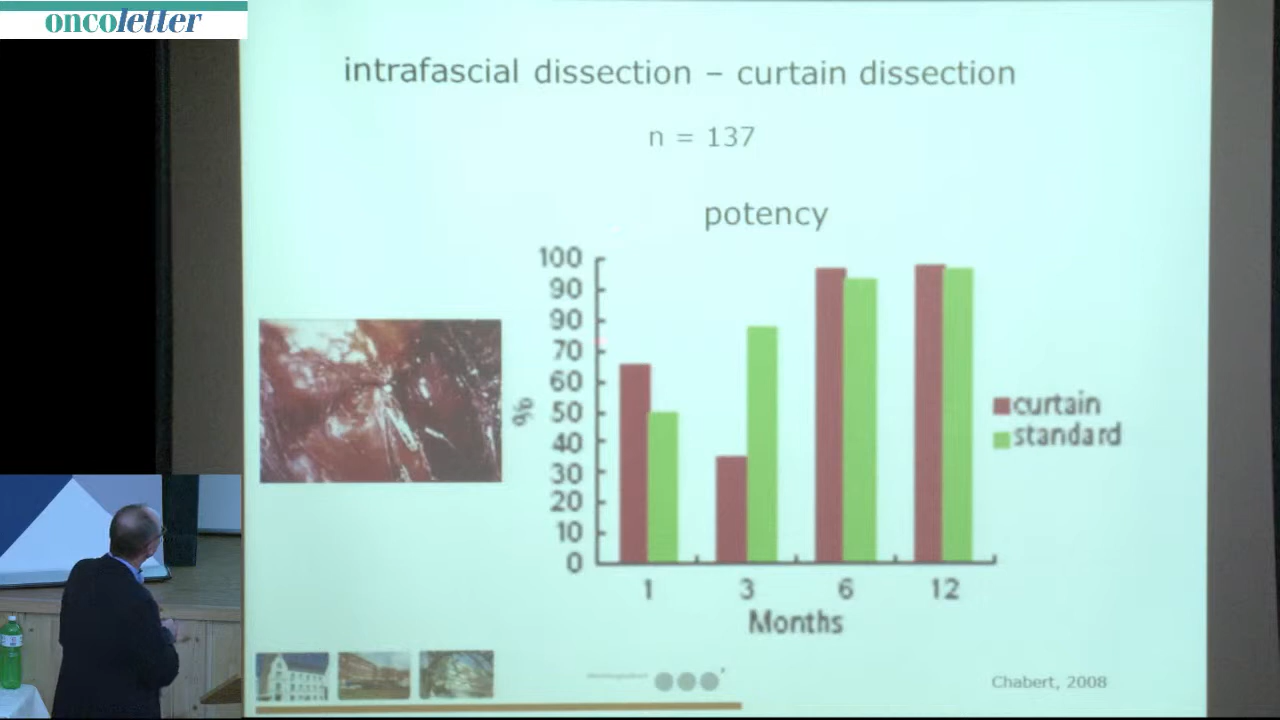 oncoletter
intrafascial dissection – curtain dissection
n = 137
potency
100
90
90
70
60
50
40
30
20
10
0
%
1 3 6 12
Months
curtain
standard
Chabert, 2008